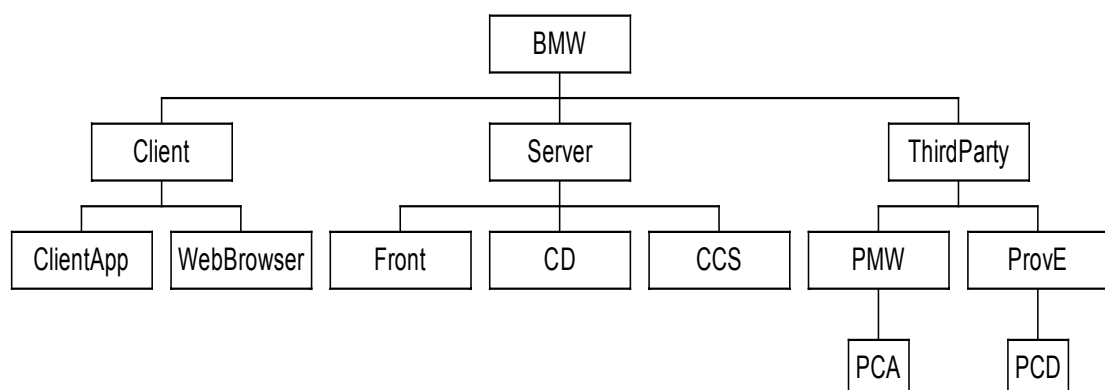 BMW
Client
Server
ThirdParty
ClientApp
WebBrowser
Front
CD
CCS
PMW
ProvE
PCA
PCD